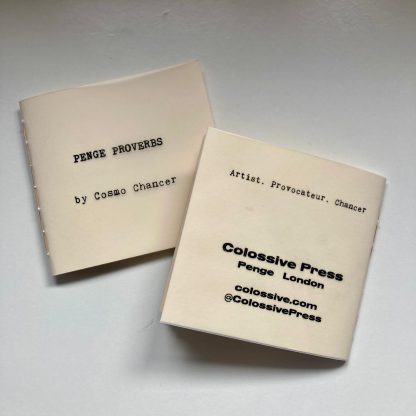 PENGE PROVERBS
by Cosmo Chancer
Artist. Provocateur. Chancer
Colossive Press
Penge London
colossive.com
@ColossivePress